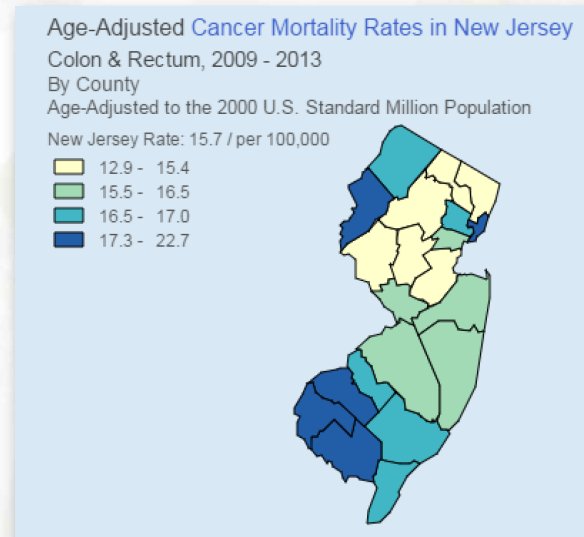 Age-Adjusted Cancer Mortality Rates in New Jersey
Colon & Rectum, 2009 - 2013
By County
Age-Adjusted to the 2000 U.S. Standard Million Population
New Jersey Rate: 15.7 / per 100,000
12.9 - 15.4
15.5 - 16.5
16.5 - 17.0
17.3 - 22.7